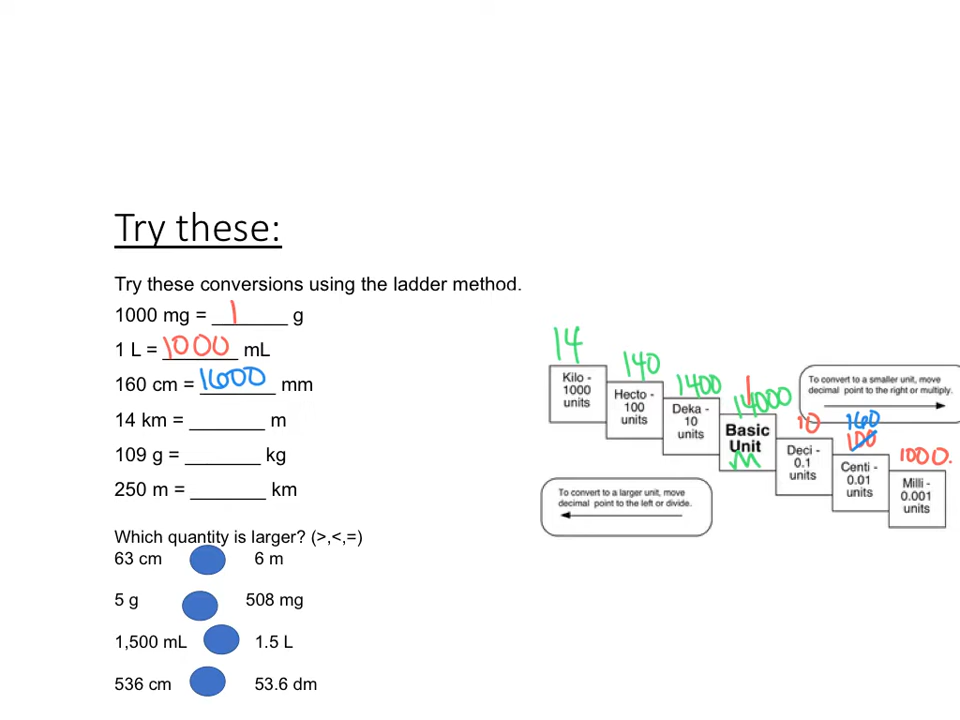 Try these:
Try these conversions using the ladder method.
1000 mg = 1 g
1 L = 1000 mL
160 cm = 1600 mm
14 km = _______ m
109 g = _______ kg
250 m = _______ km
Which quantity is larger? (>,<,=)
63 cm 6 m
5 g 508 mg
1,500 mL 1.5 L
536 cm 53.6 dm
14
Kilo -
1000
units
140
Hecto -
100
units
1400
Deka -
10
units
1
14000
Basic
Unit
M
10
Deci -
0.1
units
160
100
Centi -
0.01
units
1000.
Milli -
0.001
units
To convert to a smaller unit, move
decimal point to the right or multiply.
To convert to a larger unit, move
decimal point to the left or divide.